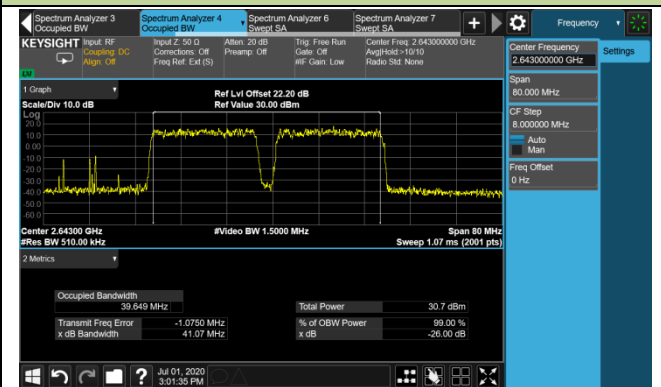 Spectrum Analyzer 3
Occupied BW
Spectrum Analyzer 4
Occupied BW
Spectrum Analyzer 6
Swept SA
Spectrum Analyzer 7
Swept SA
+
Frequency
KEYSIGHT
Input: RF
Coupling: DC
Align: Off
Input Z: 50 Ω
Corrections: Off
Freq Ref: Ext (S)
Atten: 20 dB
Preamp: Off
Trig: Free Run
Gate: Off
#IF Gain: Low
Center Freq: 2.643000000 GHz
Avg|Hold:>10/10
Radio Std: None
LXI
Center Frequency
2.643000000 GHz
Settings
Span
80.000 MHz
CF Step
8.000000 MHz
Auto
Man
Freq Offset
0 Hz
1 Graph
Scale/Div 10.0 dB
Ref Lvl Offset 22.20 dB
Ref Value 30.00 dBm
Log
20.0
10.0
0.00
-10.0
-20.0
-30.0
-40.0
-50.0
-60.0
Center 2.64300 GHz
#Res BW 510.00 kHz
#Video BW 1.5000 MHz
Span 80 MHz
Sweep 1.07 ms (2001 pts)
2 Metrics
Occupied Bandwidth
39.649 MHz
Total Power 30.7 dBm
Transmit Freq Error -1.0750 MHz
% of OBW Power 99.00 %
x dB Bandwidth 41.07 MHz
x dB -26.00 dB
?
Jul 01, 2020
3:01:35 PM